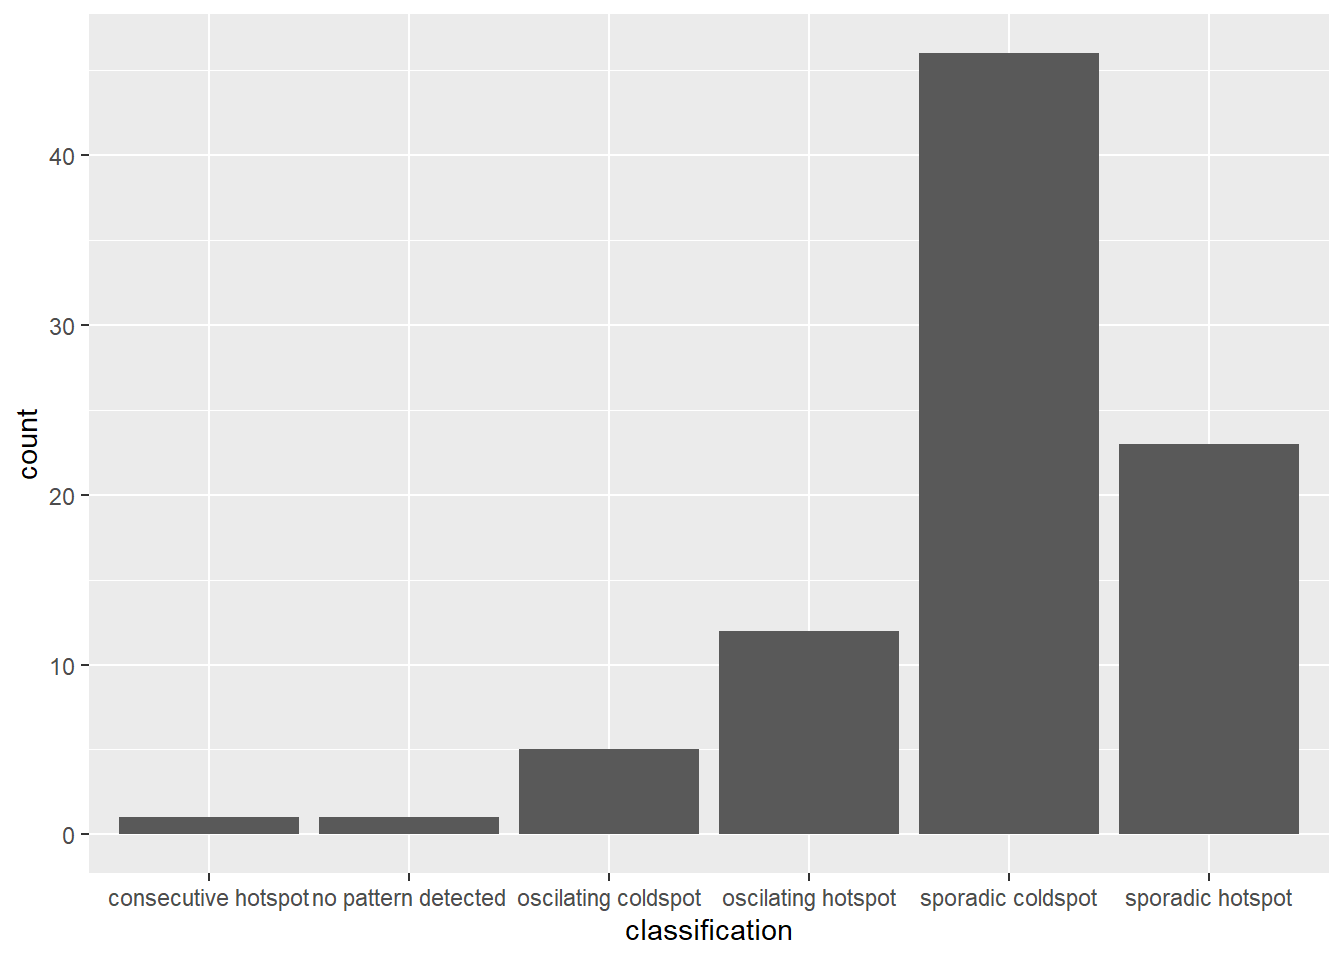 count
40
30
20
10
0
consecutive hotspot no pattern detected oscilating coldspot oscilating hotspot sporadic coldspot sporadic hotspot
classification